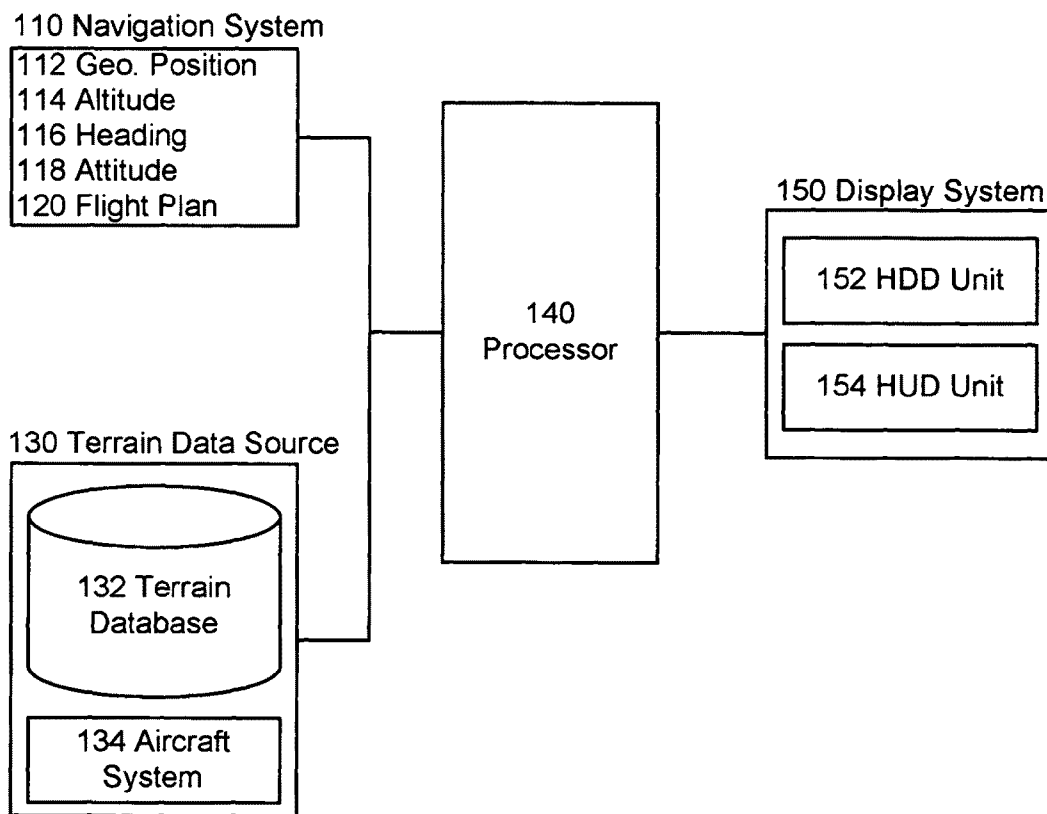 110 Navigation System
112 Geo. Position
114 Altitude
116 Heading
118 Attitude
120 Flight Plan
140
Processor
150 Display System
152 HDD Unit
154 HUD Unit
130 Terrain Data Source
132 Terrain
Database
134 Aircraft
System